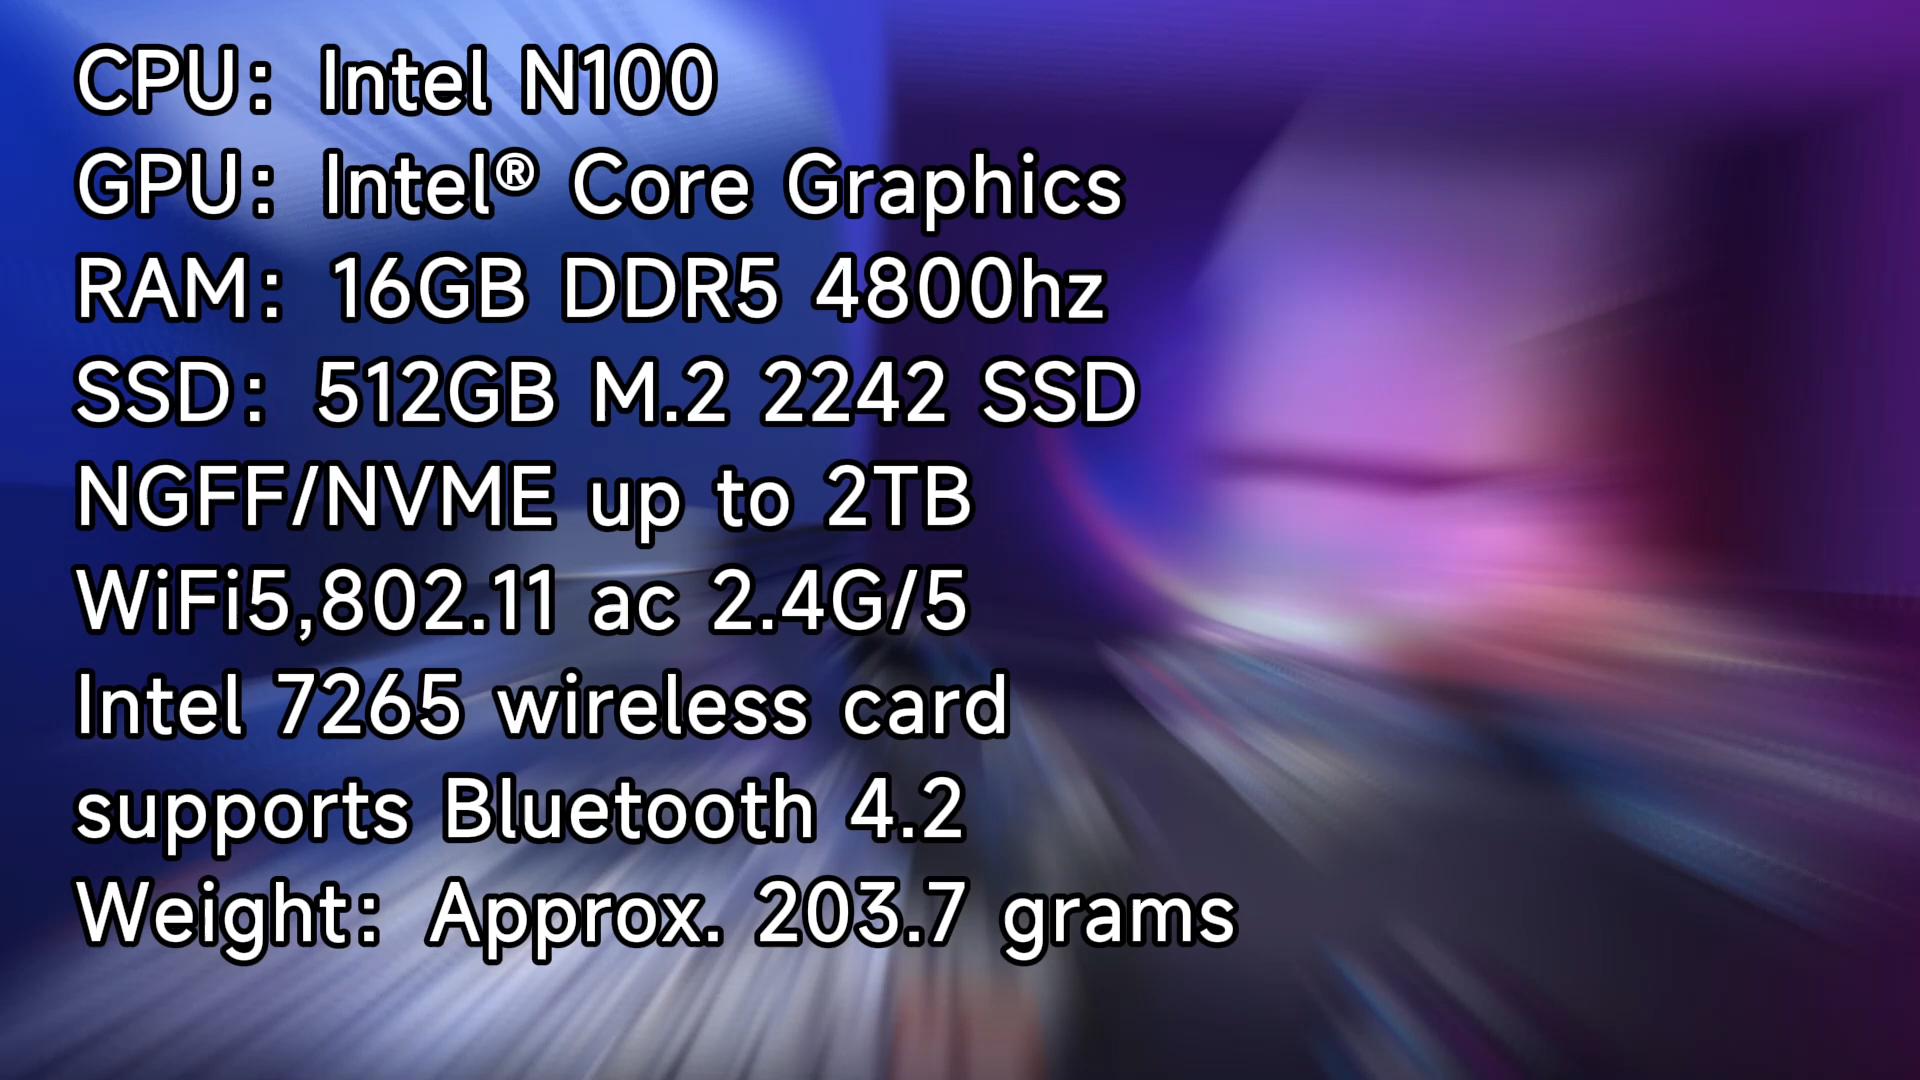 CPU：Intel N100
GPU：Intel® Core Graphics
RAM：16GB DDR5 4800hz
SSD：512GB M.2 2242 SSD
NGFF/NVME up to 2TB
WiFi5,802.11 ac 2.4G/5
Intel 7265 wireless card
supports Bluetooth 4.2
Weight：Approx. 203.7 grams